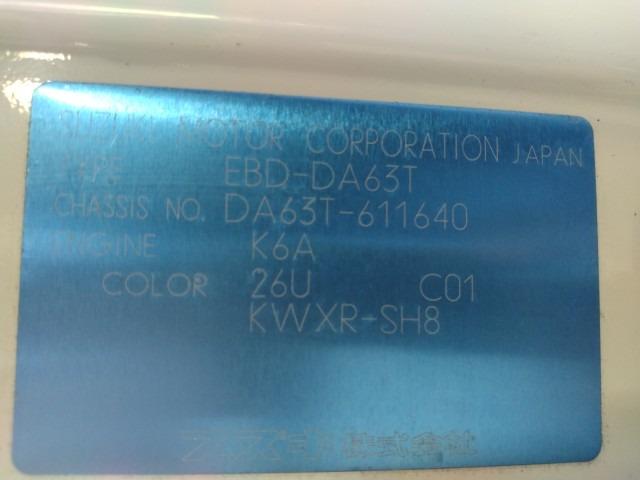 SUZUKI MOTOR CORPORATION JAPAN
TYPE EBD-DA63T
CHASSIS NO. DA63T-611640
ENGINE K6A
COLOR 26U C01
KWXR-SH8
スズキ株式会社